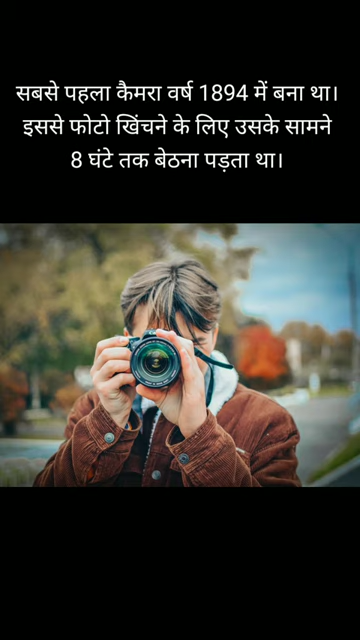 सबसे पहला कैमरा वर्ष 1894 में बना था।
इससे फोटो खिंचने के लिए उसके सामने
8 घंटे तक बेठना पड़ता था।